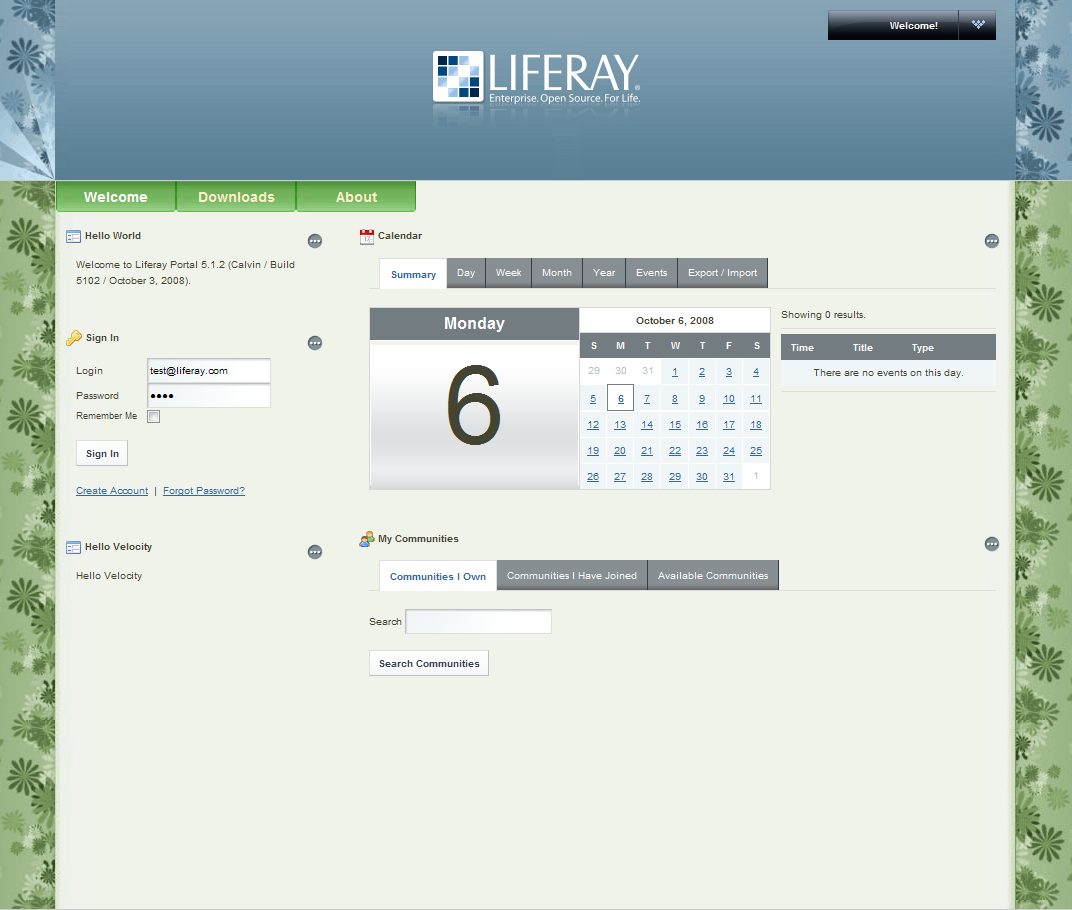 Welcome!
LIFERAY®
Enterprise. Open Source. For Life.
Welcome Downloads About
Hello World
Welcome to Liferay Portal 5.1.2 (Calvin / Build
5102 / October 3, 2008).
Sign In
Login test@liferay.com
Password ••••
Remember Me
Sign In
Create Account | Forgot Password?
Hello Velocity
Hello Velocity
Calendar
Summary Day Week Month Year Events Export / Import
Monday
6
October 6, 2008
S M T W T F S
29 30 31 1 2 3 4
5 6 7 8 9 10 11
12 13 14 15 16 17 18
19 20 21 22 23 24 25
26 27 28 29 30 31 1
Showing 0 results.
Time Title Type
There are no events on this day.
My Communities
Communities I Own Communities I Have Joined Available Communities
Search
Search Communities